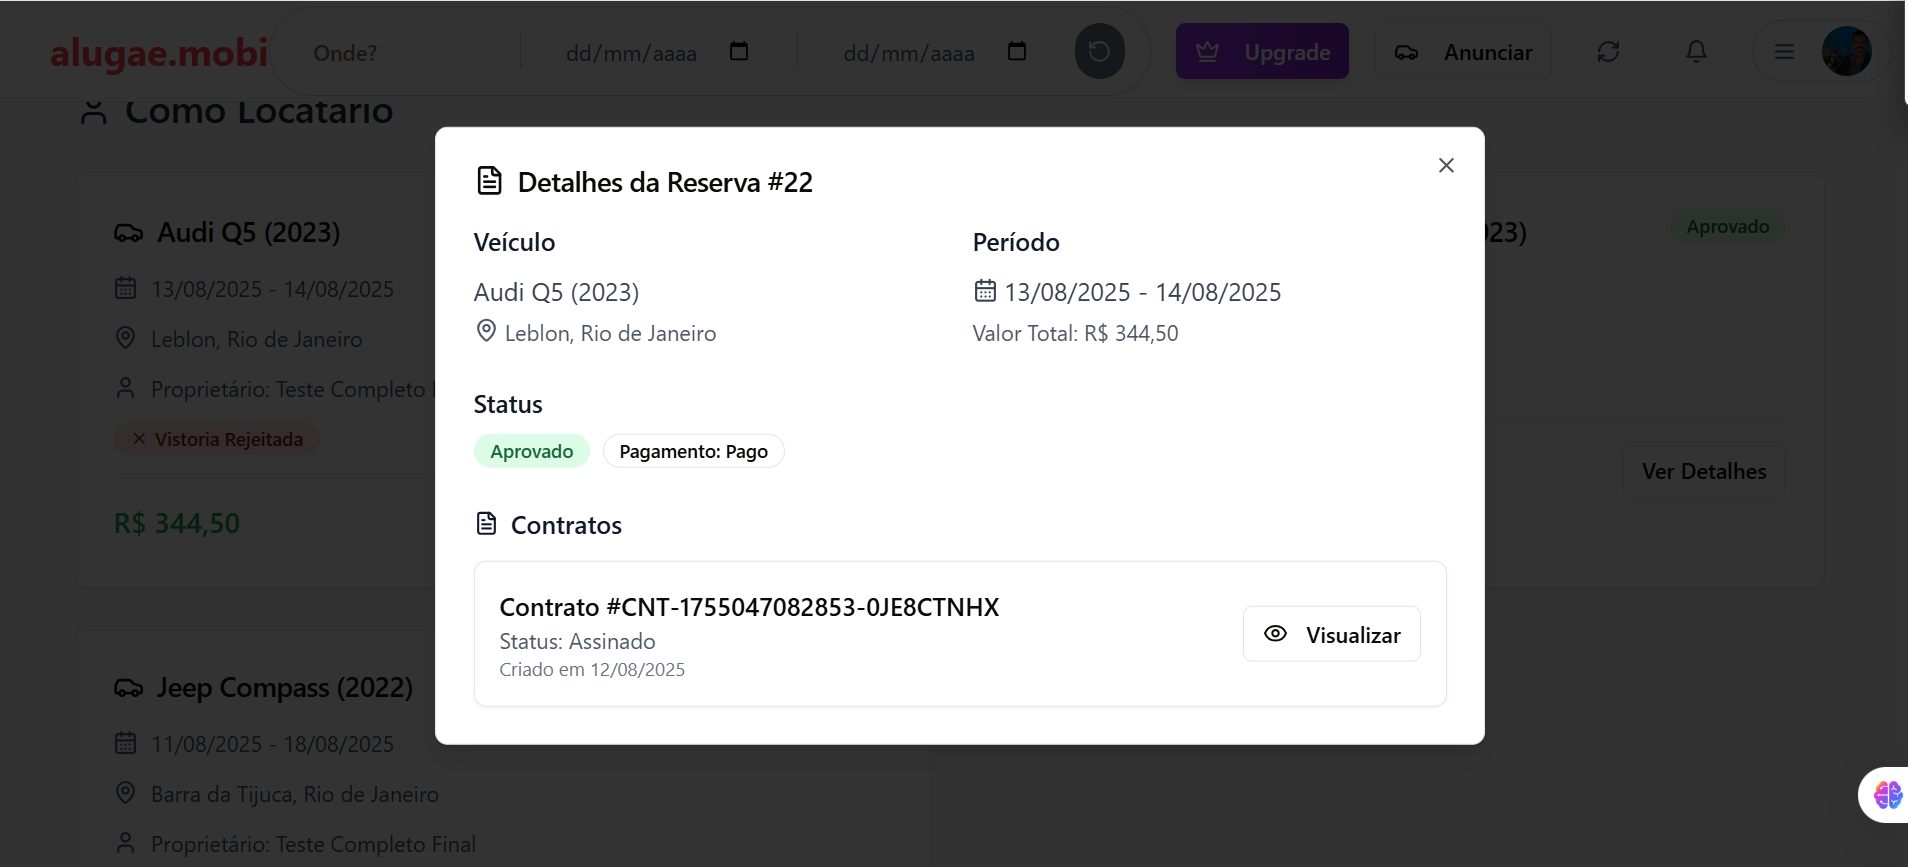 alugae.mobi
Onde?
dd/mm/aaaa
dd/mm/aaaa
Upgrade
Anunciar
Como Locatário
Audi Q5 (2023)
13/08/2025 - 14/08/2025
Leblon, Rio de Janeiro
Proprietário: Teste Completo
Vistoria Rejeitada
R$ 344,50
23)
Aprovado
Ver Detalhes
Detalhes da Reserva #22
Veículo
Audi Q5 (2023)
Leblon, Rio de Janeiro
Período
13/08/2025 - 14/08/2025
Valor Total: R$ 344,50
Status
Aprovado
Pagamento: Pago
Contratos
Contrato #CNT-1755047082853-0JE8CTNHX
Status: Assinado
Criado em 12/08/2025
Visualizar
Jeep Compass (2022)
11/08/2025 - 18/08/2025
Barra da Tijuca, Rio de Janeiro
Proprietário: Teste Completo Final